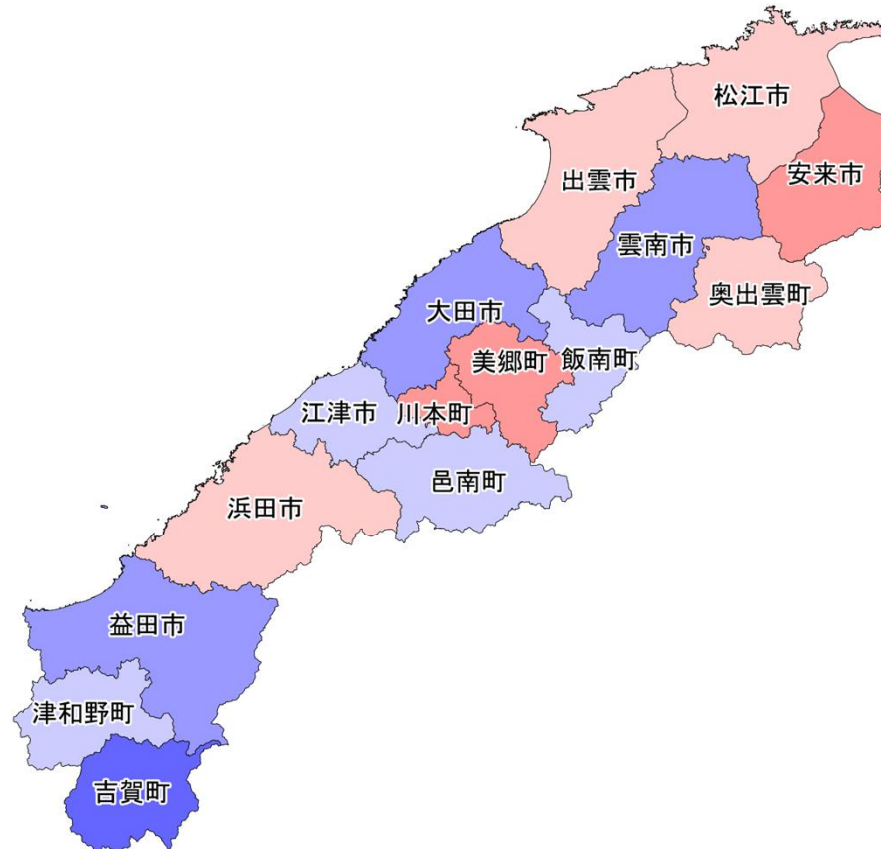 松江市
安来市
出雲市
雲南市
奥出雲町
大田市
美郷町
飯南町
江津市
川本町
邑南町
浜田市
益田市
津和野町
吉賀町